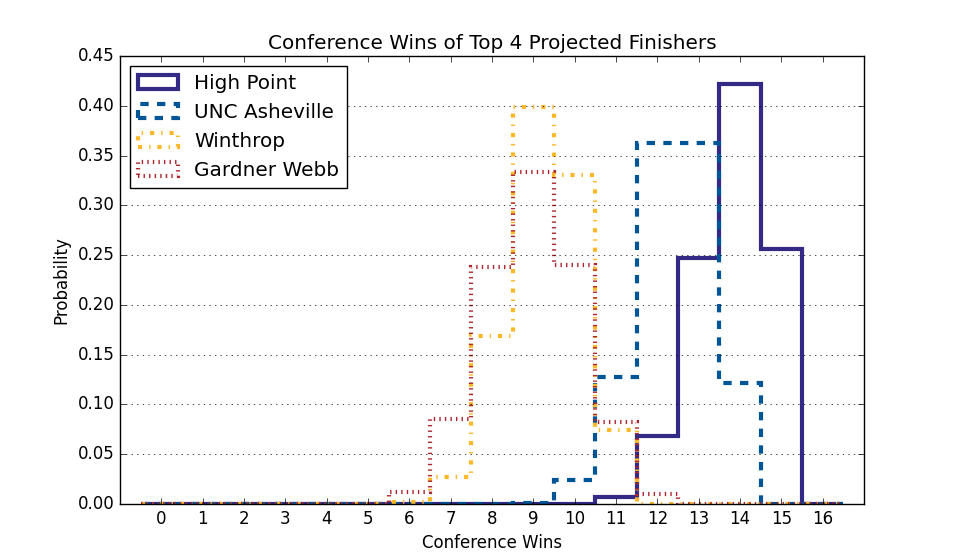 Conference Wins of Top 4 Projected Finishers
0.45
0.40
0.35
0.30
0.25
0.20
0.15
0.10
0.05
0.00
Probability
High Point
UNC Asheville
Winthrop
Gardner Webb
0 1 2 3 4 5 6 7 8 9 10 11 12 13 14 15 16
Conference Wins